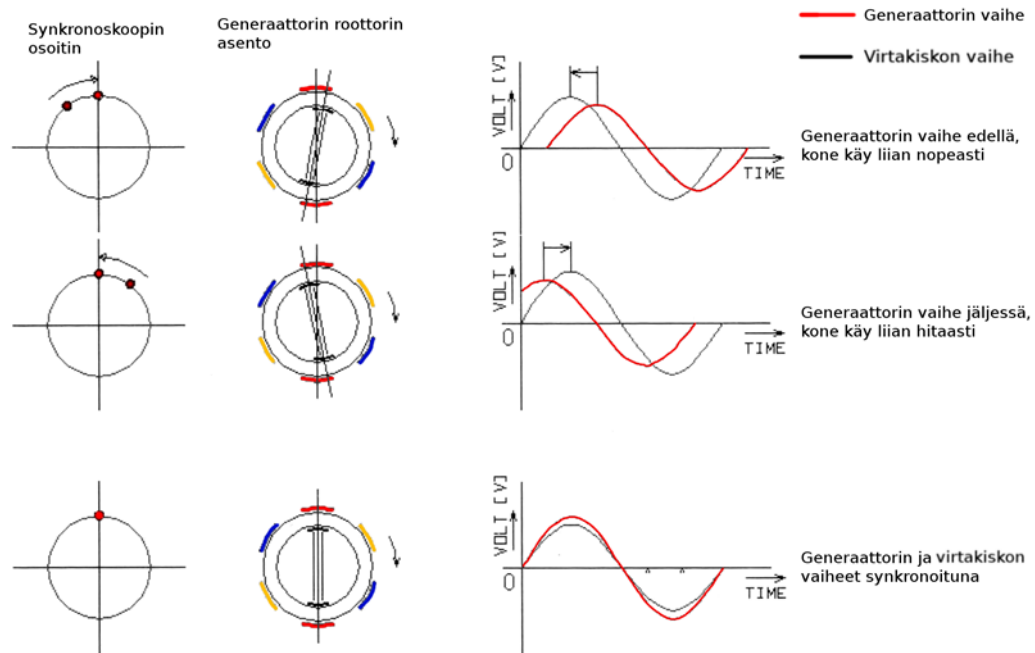 Synkronoskoopin
osoitin
Generaattorin roottorin
asento
Generaattorin vaihe
Virtakiskon vaihe
VOLT [V]
0
TIME
Generaattorin vaihe edellä,
kone käy liian nopeasti
VOLT [V]
0
TIME
Generaattorin vaihe jäljessä,
kone käy liian hitaasti
VOLT [V]
0
TIME
Generaattorin ja virtakiskon
vaiheet synkronoituna